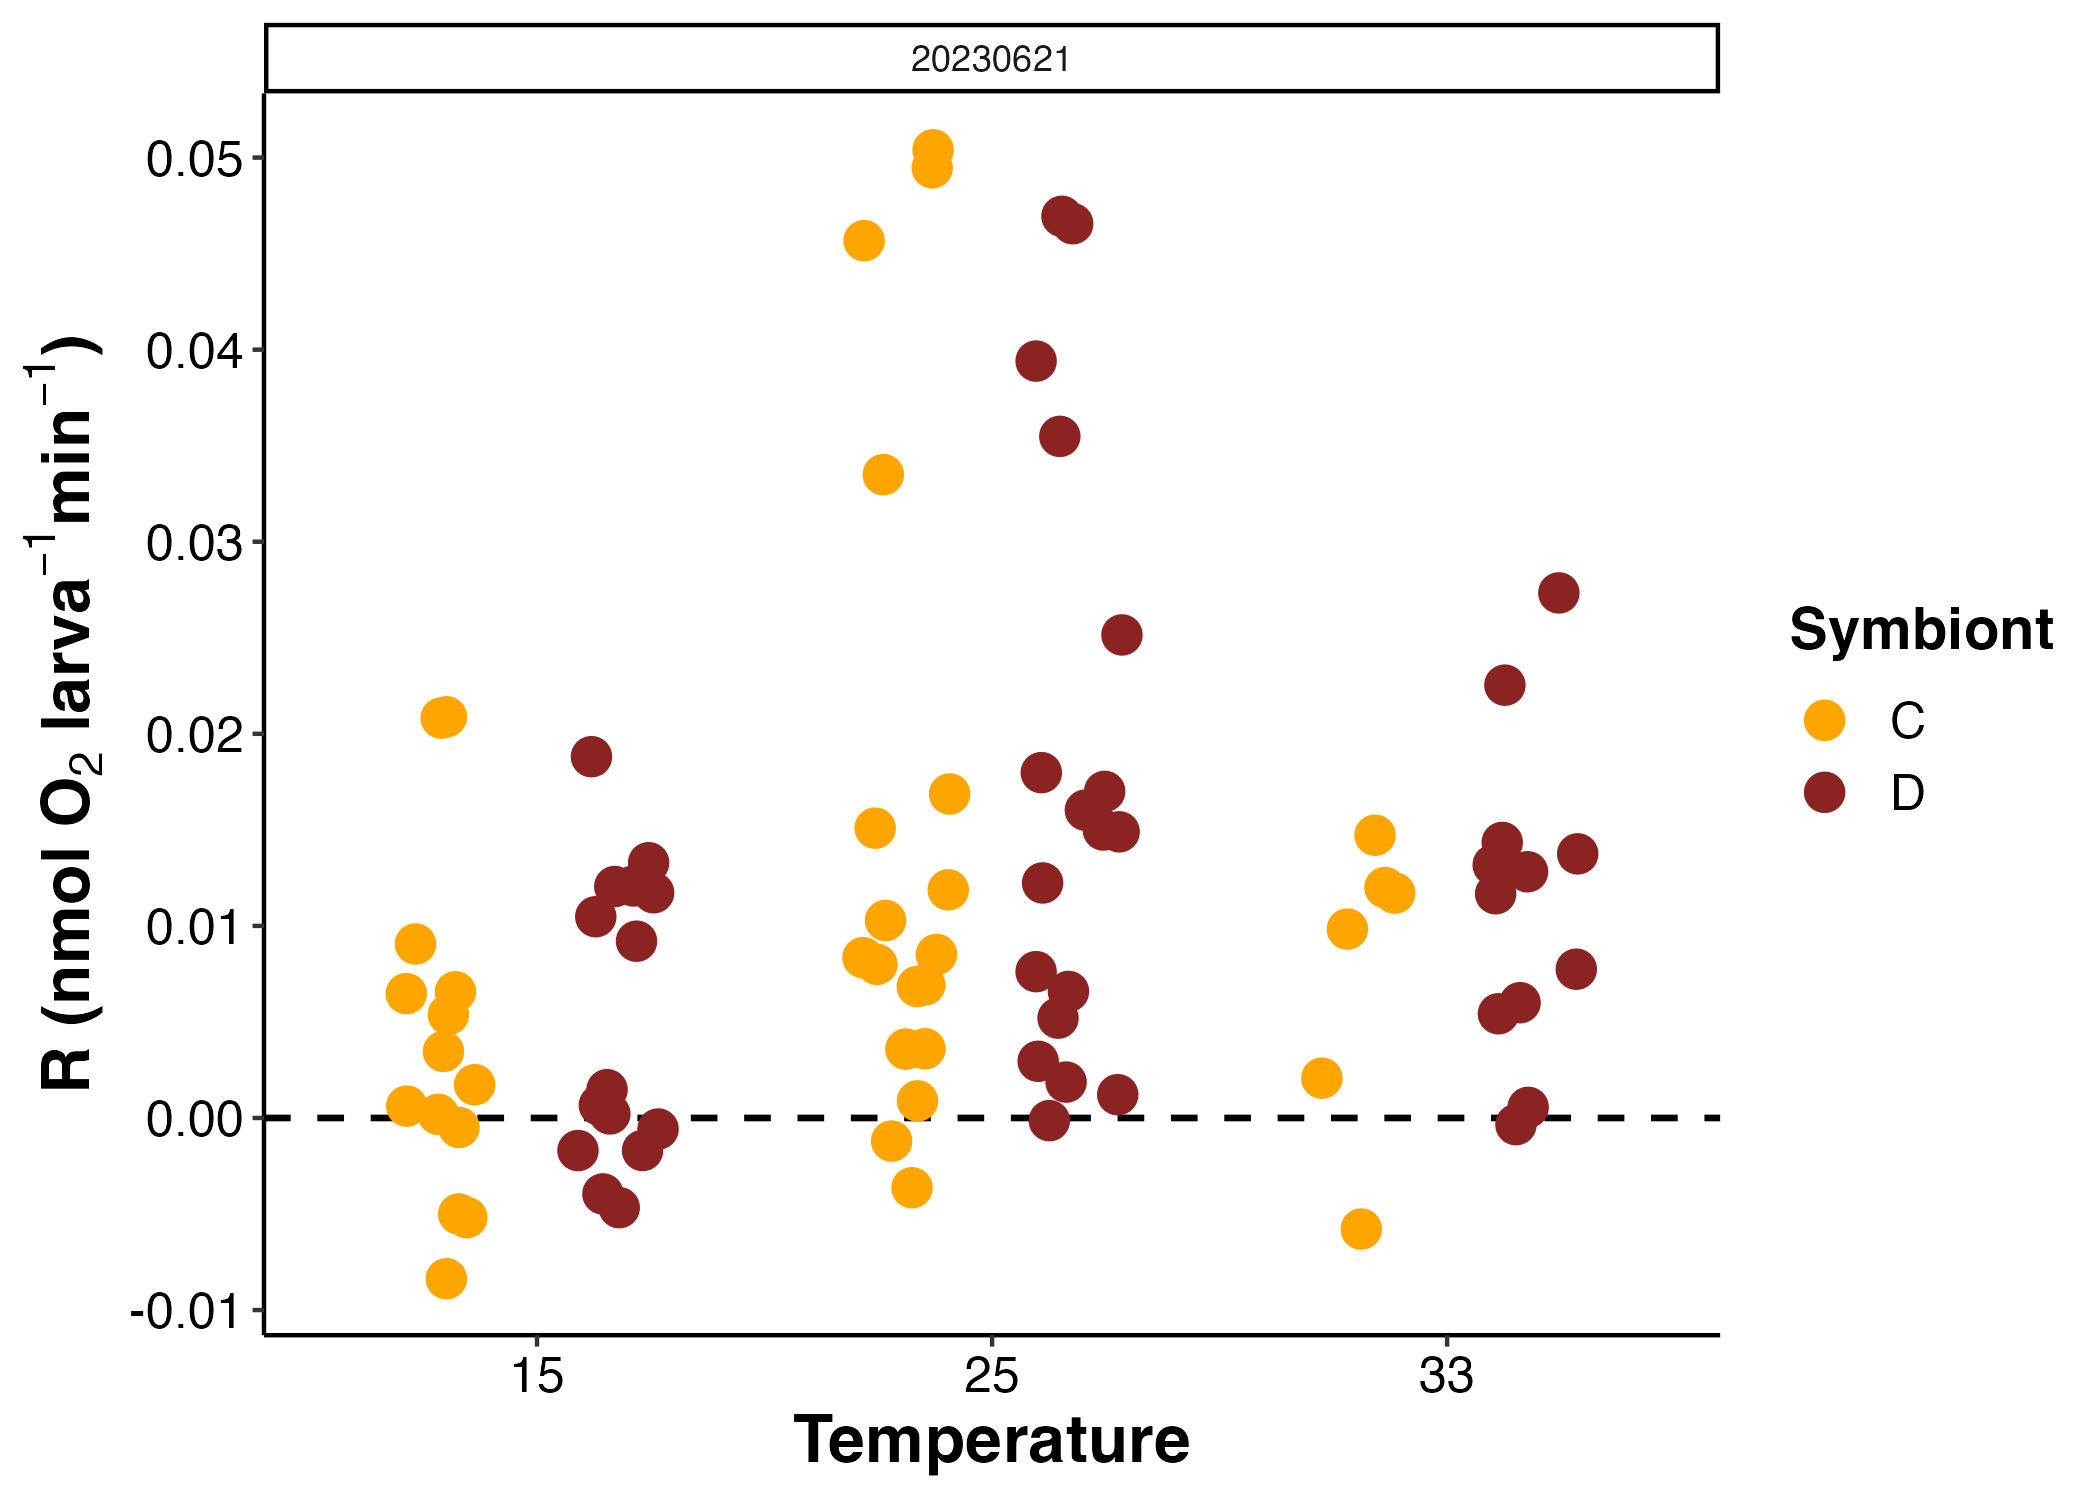 20230621
R (nmol O₂ larva⁻¹min⁻¹)
0.05
0.04
0.03
0.02
0.01
0.00
-0.01
15 25 33
Temperature
Symbiont
C
D